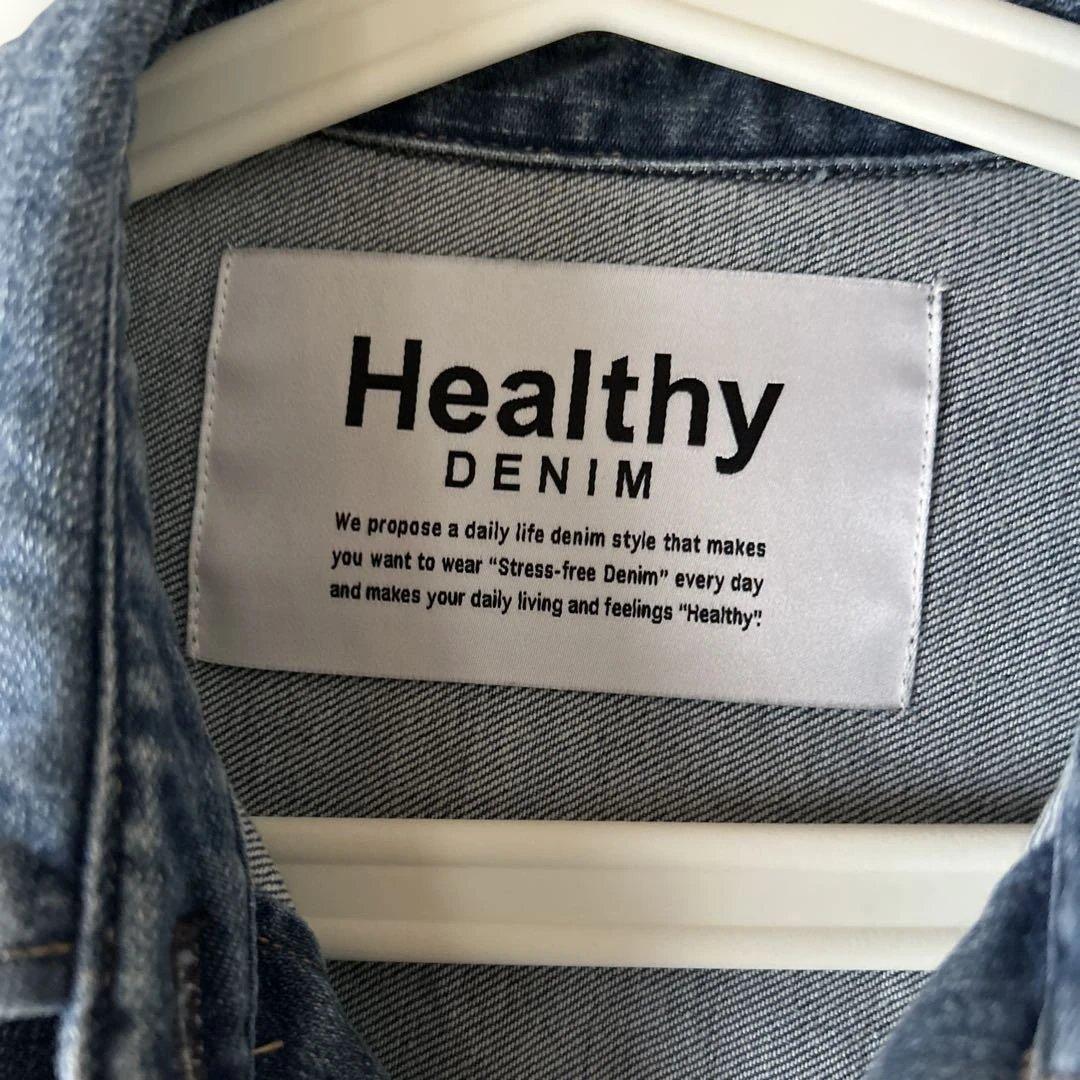 Healthy
DENIM
We propose a daily life denim style that makes
you want to wear “Stress-free Denim” every day
and makes your daily living and feelings “Healthy”.